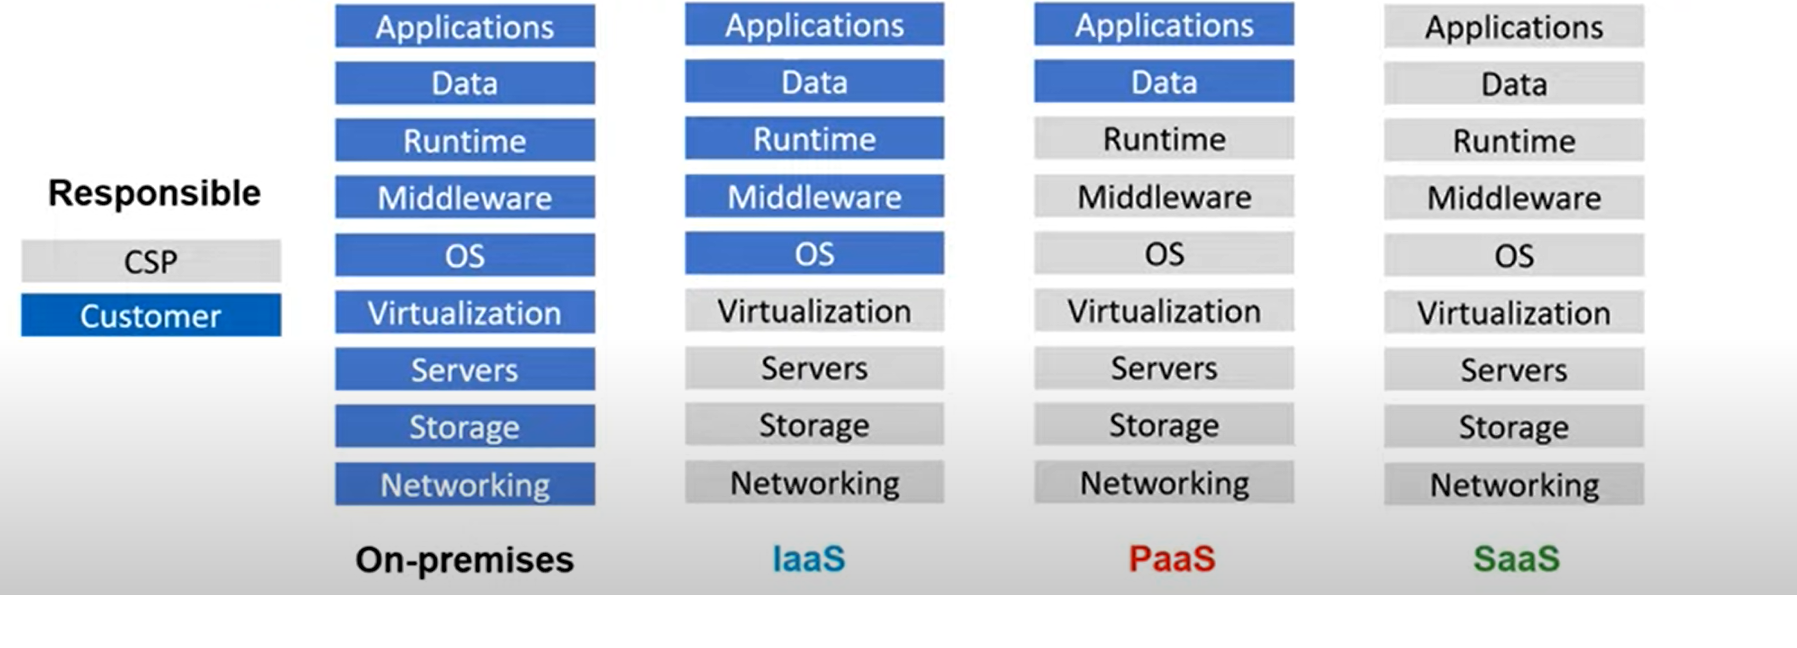 Responsible
CSP
Customer
Applications
Data
Runtime
Middleware
OS
Virtualization
Servers
Storage
Networking
On-premises
Applications
Data
Runtime
Middleware
OS
Virtualization
Servers
Storage
Networking
IaaS
Applications
Data
Runtime
Middleware
OS
Virtualization
Servers
Storage
Networking
PaaS
Applications
Data
Runtime
Middleware
OS
Virtualization
Servers
Storage
Networking
SaaS